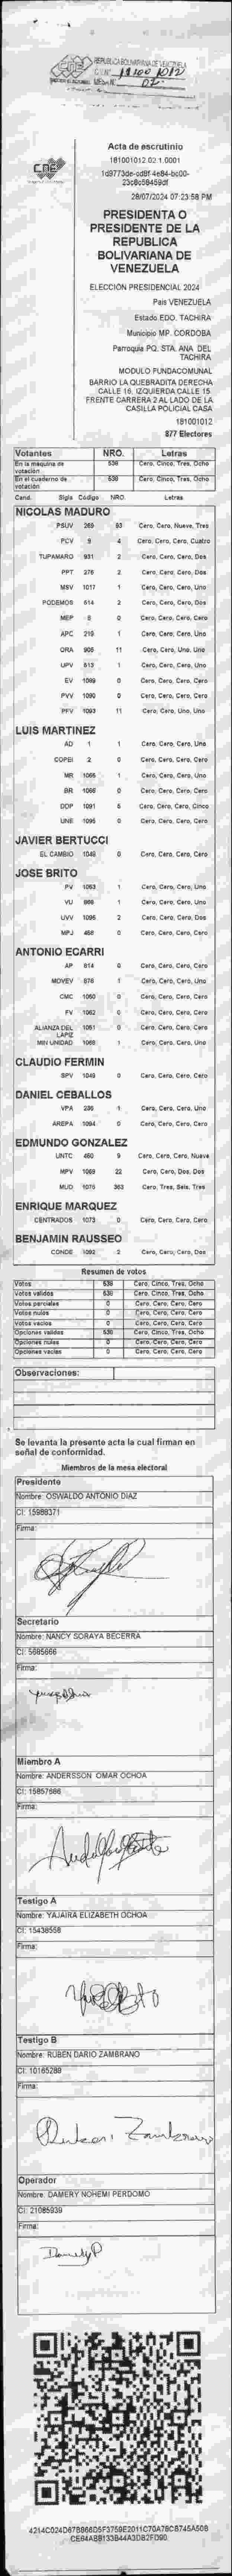 REPUBLICA BOLIVARIANA DE VENEZUELA
CNE
Acta de escrutinio
181001012.02.1.0001
28/07/2024 07:23:58 PM
PRESIDENTA O
PRESIDENTE DE LA
REPUBLICA
BOLIVARIANA DE
VENEZUELA
ELECCIÓN PRESIDENCIAL 2024
Pais VENEZUELA
Estado.EDO. TACHIRA
Municipio MP. CORDOBA
Parroquia PQ. STA. ANA DEL
TACHIRA
MODULO FUNDACOMUNAL
BARRIO LA QUEBRADITA DERECHA
CALLE 16. IZQUIERDA CALLE 15.
FRENTE CARRERA 2 AL LADO DE LA
CASILLA POLICIAL CASA
181001012
877 Electores
Votantes NRO. Letras
En la maquina de votación 538 Cero, Cinco, Tres, Ocho
En el cuaderno de votación 538 Cero, Cinco, Tres, Ocho
Cand. Sigla Código NRO. Letras
NICOLAS MADURO
PSUV 269 93 Cero, Cero, Nueve, Tres
PCV 9 4 Cero, Cero, Cero, Cuatro
TUPAMARO 931 2 Cero, Cero, Cero, Dos
PPT 276 2 Cero, Cero, Cero, Dos
MSV 1017 1 Cero, Cero, Cero, Uno
PODEMOS 614 2 Cero, Cero, Cero, Dos
MEP 0 Cero, Cero, Cero, Cero
APC 219 1 Cero, Cero, Cero, Uno
ORA 905 11 Cero, Cero, Uno, Uno
UPV 613 1 Cero, Cero, Cero, Uno
EV 1099 0 Cero, Cero, Cero, Cero
PVV 1090 0 Cero, Cero, Cero, Cero
PFV 1093 11 Cero, Cero, Uno, Uno
LUIS MARTINEZ
AD 1 1 Cero, Cero, Cero, Uno
COPEI 2 0 Cero, Cero, Cero, Cero
MR 1065 1 Cero, Cero, Cero, Uno
BR 1066 0 Cero, Cero, Cero, Cero
DDP 1091 5 Cero, Cero, Cero, Cinco
UNE 1095 0 Cero, Cero, Cero, Cero
JAVIER BERTUCCI
EL CAMBIO 1048 0 Cero, Cero, Cero, Cero
JOSE BRITO
PV 1053 1 Cero, Cero, Cero, Uno
VU 868 1 Cero, Cero, Cero, Uno
UVV 1096 2 Cero, Cero, Cero, Dos
MPJ 458 0 Cero, Cero, Cero, Cero
ANTONIO ECARRI
AP 814 0 Cero, Cero, Cero, Cero
MOVEV 876 1 Cero, Cero, Cero, Uno
CMC 1050 0 Cero, Cero, Cero, Cero
FV 1062 0 Cero, Cero, Cero, Cero
ALIANZA DEL LAPIZ 1081 0 Cero, Cero, Cero, Cero
MIN UNIDAD 1068 1 Cero, Cero, Cero, Uno
CLAUDIO FERMIN
SPV 1049 0 Cero, Cero, Cero, Cero
DANIEL CEBALLOS
VPA 236 1 Cero, Cero, Cero, Uno
AREPA 1094 0 Cero, Cero, Cero, Cero
EDMUNDO GONZALEZ
UNTC 460 9 Cero, Cero, Cero, Nueve
MPV 1069 22 Cero, Cero, Dos, Dos
MUD 1075 363 Cero, Tres, Seis, Tres
ENRIQUE MARQUEZ
CENTRADOS 1073 0 Cero, Cero, Cero, Cero
BENJAMIN RAUSSEO
CONDE 1092 2 Cero, Cero, Cero, Dos
Resumen de votos
Votos 538 Cero, Cinco, Tres, Ocho
Votos validos 538 Cero, Cinco, Tres, Ocho
Votos parciales 0 Cero, Cero, Cero, Cero
Votos nulos 0 Cero, Cero, Cero, Cero
Votos vacios 0 Cero, Cero, Cero, Cero
Opciones validas 538 Cero, Cinco, Tres, Ocho
Opciones nulas 0 Cero, Cero, Cero, Cero
Opciones vacias 0 Cero, Cero, Cero, Cero
Observaciones:
Se levanta la presente acta la cual firman en
señal de conformidad.
Miembros de la mesa electoral
Presidente
Nombre: OSWALDO ANTONIO DIAZ
CI: 15988371
Firma:
Secretario
Nombre: NANCY SORAYA BECERRA
CI: 5685666
Firma:
Miembro A
Nombre: ANDERSSON OMAR OCHOA
CI: 15857666
Firma:
Testigo A
Nombre: YAJAIRA ELIZABETH OCHOA
CI: 15438558
Firma:
Testigo B
Nombre: RUBEN DARIO ZAMBRANO
CI: 10165289
Firma:
Ruben Zambrano
Operador
Nombre: DAMERY NOHEMI PERDOMO
CI: 21085939
Firma:
Damely P